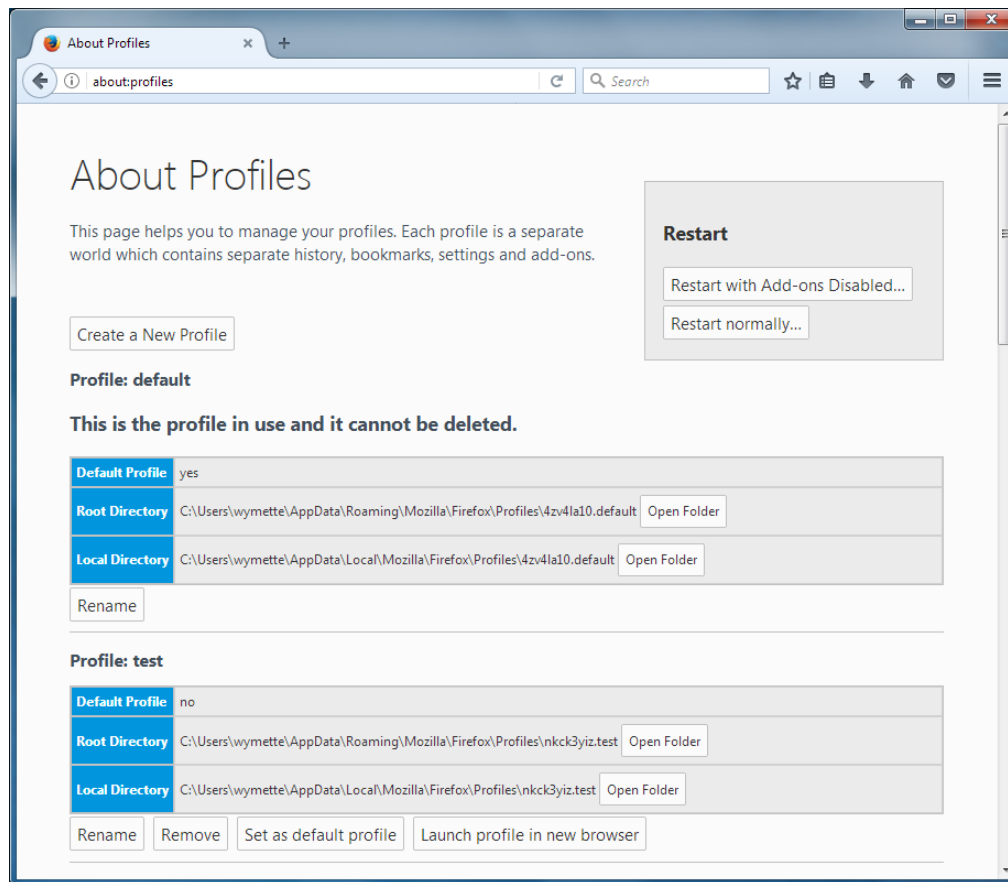 About Profiles
about:profiles
Search
About Profiles
This page helps you to manage your profiles. Each profile is a separate
world which contains separate history, bookmarks, settings and add-ons.
Restart
Restart with Add-ons Disabled...
Restart normally...
Create a New Profile
Profile: default
This is the profile in use and it cannot be deleted.
Default Profile yes
Root Directory C:\Users\wymette\AppData\Roaming\Mozilla\Firefox\Profiles\4zv4la10.default Open Folder
Local Directory C:\Users\wymette\AppData\Local\Mozilla\Firefox\Profiles\4zv4la10.default Open Folder
Rename
Profile: test
Default Profile no
Root Directory C:\Users\wymette\AppData\Roaming\Mozilla\Firefox\Profiles\nkck3yiz.test Open Folder
Local Directory C:\Users\wymette\AppData\Local\Mozilla\Firefox\Profiles\nkck3yiz.test Open Folder
Rename Remove Set as default profile Launch profile in new browser